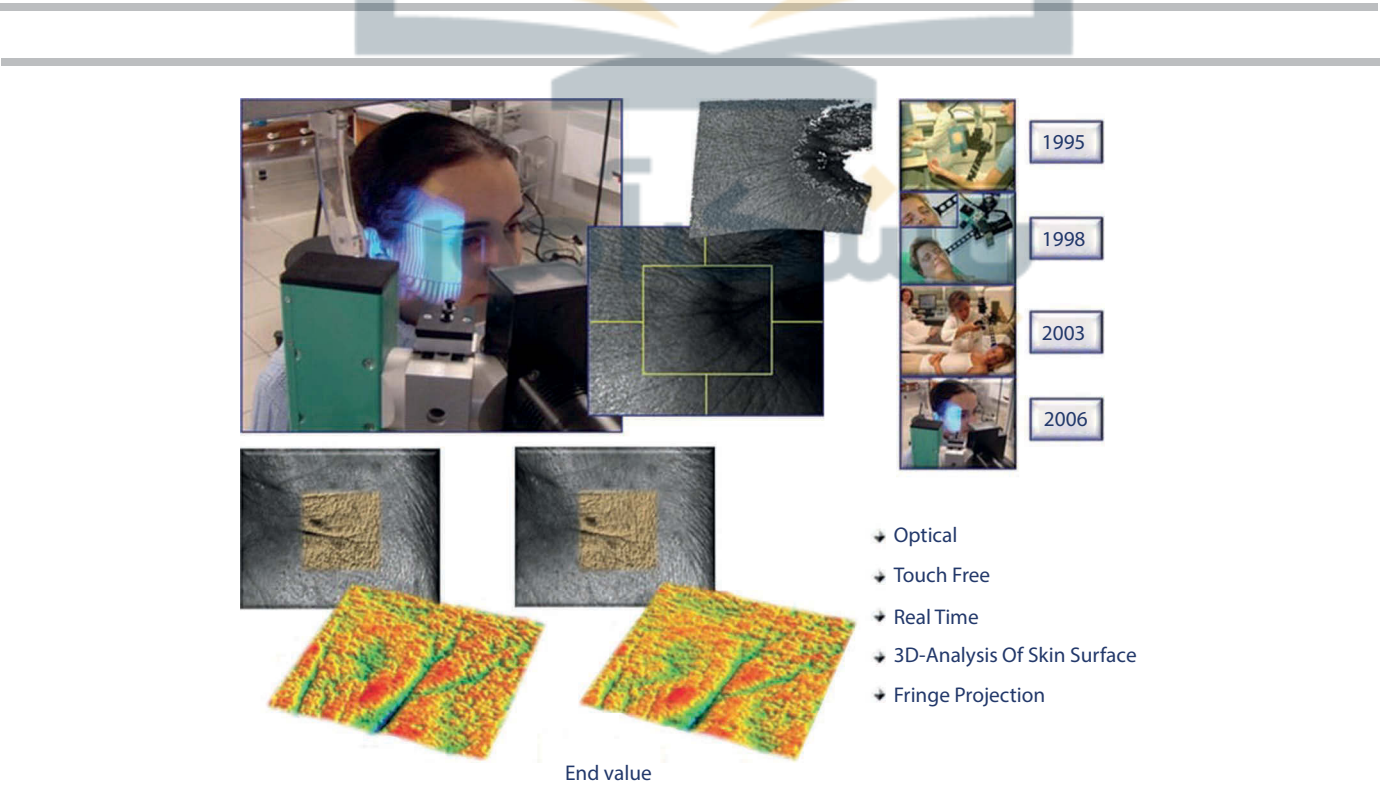 1995
1998
2003
2006
Optical
Touch Free
Real Time
3D-Analysis Of Skin Surface
Fringe Projection
End value